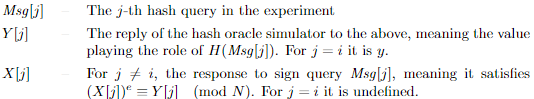 Msg[j] – The j-th hash query in the experiment
Y[j] – The reply of the hash oracle simulator to the above, meaning the value
playing the role of H(Msg[j]). For j = i it is y.
X[j] – For j ≠ i, the response to sign query Msg[j], meaning it satisfies
(X[j])^e ≡ Y[j] (mod N). For j = i it is undefined.